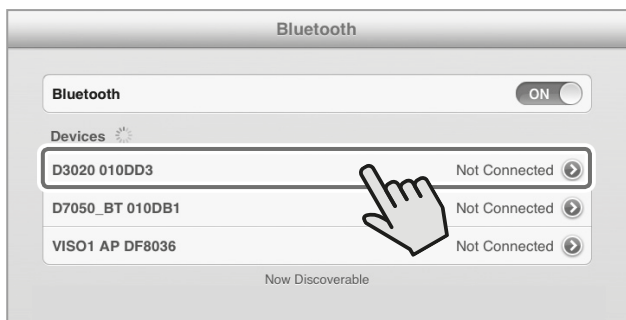 Bluetooth
Bluetooth ON
Devices
D3020 010DD3 Not Connected
D7050_BT 010DB1 Not Connected
VISO1 AP DF8036 Not Connected
Now Discoverable